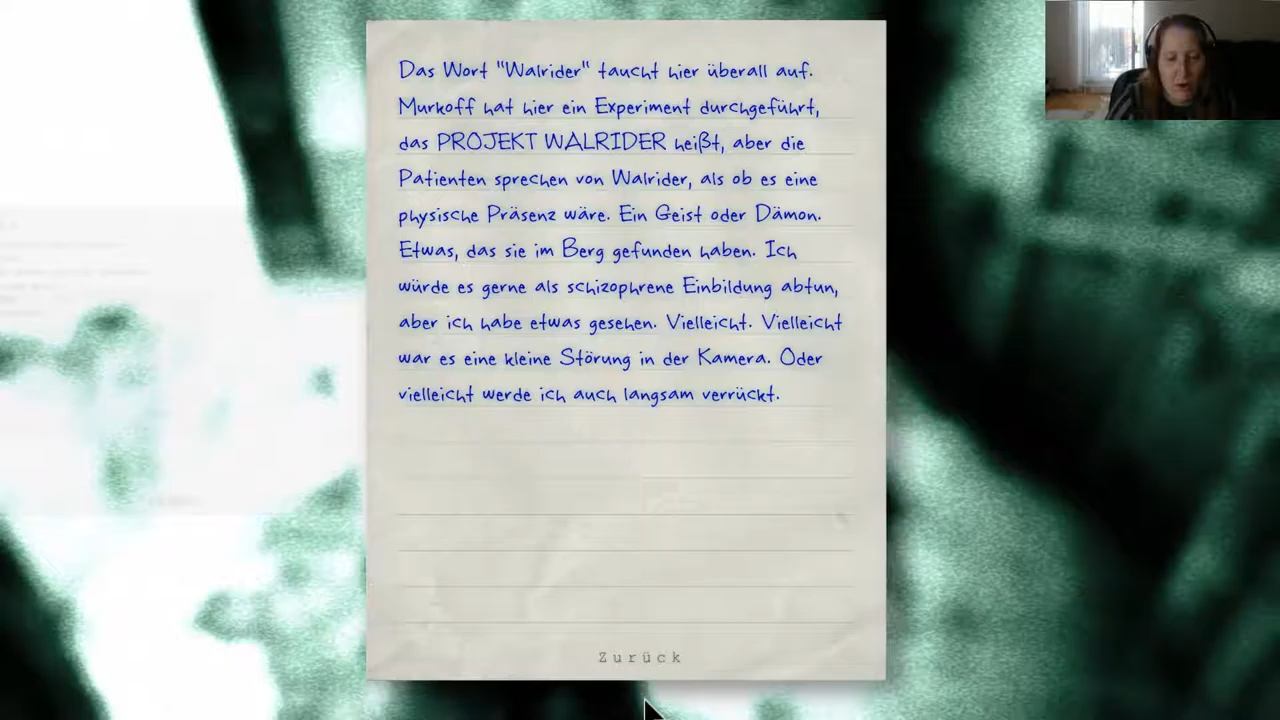 Das Wort "Walrider" taucht hier überall auf.
Murkoff hat hier ein Experiment durchgeführt,
das PROJEKT WALRIDER heißt, aber die
Patienten sprechen von Walrider, als ob es eine
physische Präsenz wäre. Ein Geist oder Dämon.
Etwas, das sie im Berg gefunden haben. Ich
würde es gerne als schizophrene Einbildung abtun,
aber ich habe etwas gesehen. Vielleicht. Vielleicht
war es eine kleine Störung in der Kamera. Oder
vielleicht werde ich auch langsam verrückt.
Zurück